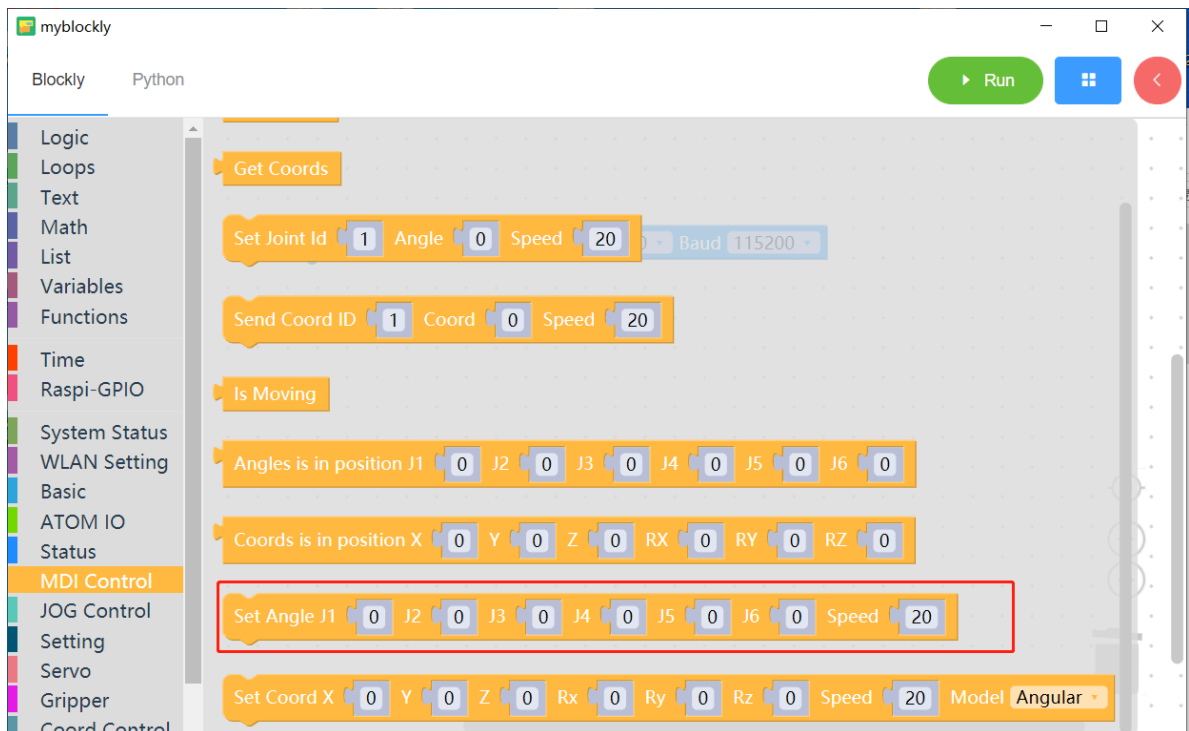 myblockly
Blockly Python Run
Logic
Loops
Text
Math
List
Variables
Functions
Time
Raspi-GPIO
System Status
WLAN Setting
Basic
ATOM IO
Status
MDI Control
JOG Control
Setting
Servo
Gripper
Coord Control
Get Coords
Set Joint Id 1 Angle 0 Speed 20
Baud 115200
Send Coord ID 1 Coord 0 Speed 20
Is Moving
Angles is in position J1 0 J2 0 J3 0 J4 0 J5 0 J6 0
Coords is in position X 0 Y 0 Z 0 RX 0 RY 0 RZ 0
Set Angle J1 0 J2 0 J3 0 J4 0 J5 0 J6 0 Speed 20
Set Coord X 0 Y 0 Z 0 Rx 0 Ry 0 Rz 0 Speed 20 Model Angular